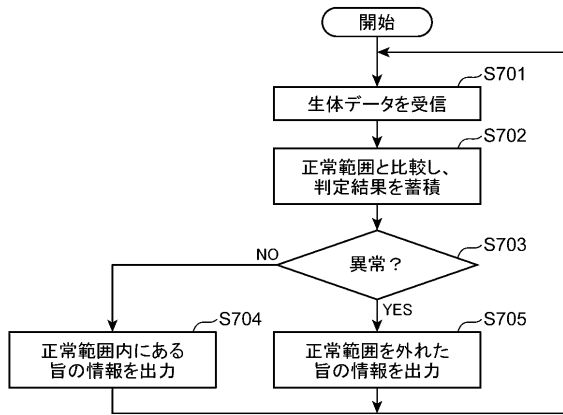 開始
S701
生体データを受信
S702
正常範囲と比較し、
判定結果を蓄積
S703
異常？
NO
YES
S704
正常範囲内にある
旨の情報を出力
S705
正常範囲を外れた
旨の情報を出力